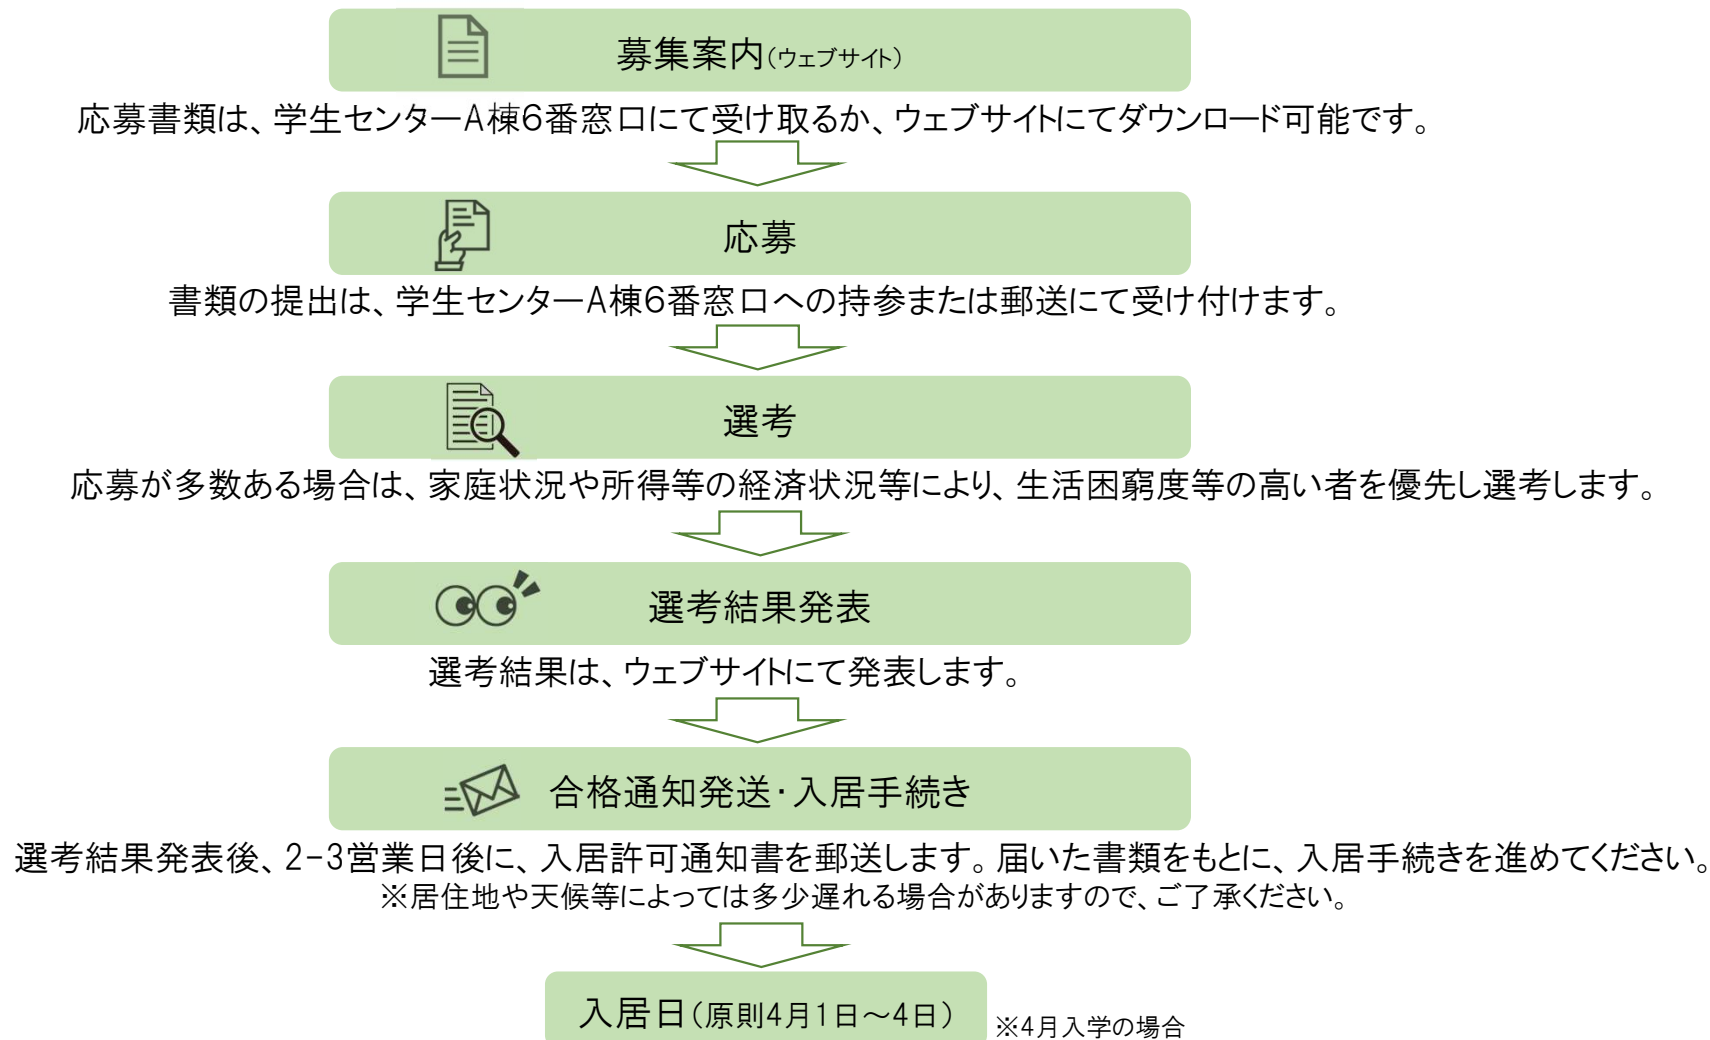 募集案内(ウェブサイト)
応募書類は、学生センターA棟6番窓口にて受け取るか、ウェブサイトにてダウンロード可能です。
応募
書類の提出は、学生センターA棟6番窓口への持参または郵送にて受け付けます。
選考
応募が多数ある場合は、家庭状況や所得等の経済状況等により、生活困窮度等の高い者を優先し選考します。
選考結果発表
選考結果は、ウェブサイトにて発表します。
合格通知発送・入居手続き
選考結果発表後、2-3営業日後に、入居許可通知書を郵送します。届いた書類をもとに、入居手続きを進めてください。
※居住地や天候等によっては多少遅れる場合がありますので、ご了承ください。
入居日(原則4月1日～4日)
※4月入学の場合